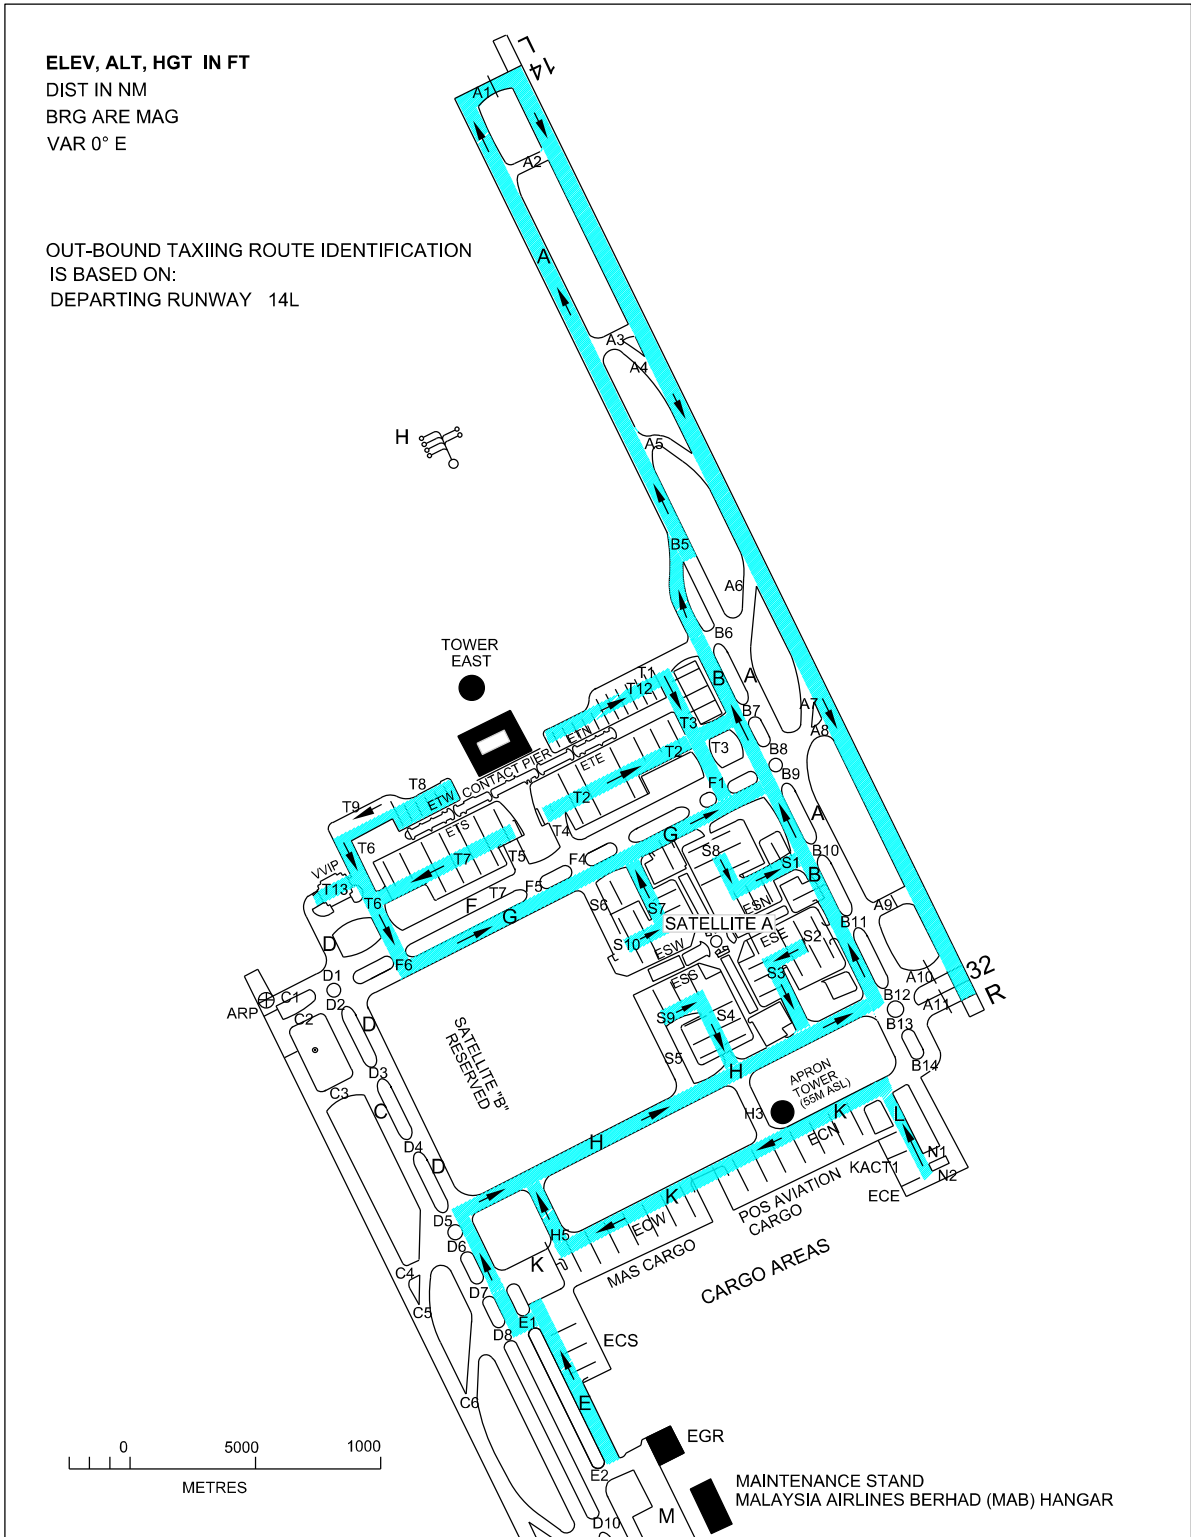 ELEV, ALT, HGT IN FT
DIST IN NM
BRG ARE MAG
VAR 0° E
OUT-BOUND TAXIING ROUTE IDENTIFICATION
IS BASED ON:
DEPARTING RUNWAY 14L
14
L
A1
A2
A
A3
A4
H
A5
B5
A6
B6
TOWER
EAST
T1
T12
B
A
A7
B7
A8
T3
T3
ETN
CONTACT PIER
T2
B8
ETE
B9
T8
ETW
F1
T9
T2
A
ETS
T4
G
T6
T5
F4
S8
S1
B10
VVIP
T7
B
T13
F5
T6
T7
F
S6
S7
ESN
A9
G
SATELLITE A
B11
D
S10
ESW
ESE
S2
F6
S3
D1
ESS
A10
32
R
C1
D2
B12
A11
ARP
C2
D
S9
S4
B13
SATELLITE "B"
RESERVED
S5
B14
D3
H
APRON
TOWER
(55M ASL)
C3
C
H3
K
L
ECN
D4
H
N1
D
KACT1
N2
ECE
K
POS AVIATION
CARGO
D5
ECW
H5
D6
K
MAS CARGO
C4
CARGO AREAS
D7
C5
E1
D8
ECS
C6
E
EGR
0 5000 1000
METRES
E2
MAINTENANCE STAND
MALAYSIA AIRLINES BERHAD (MAB) HANGAR
M
D10